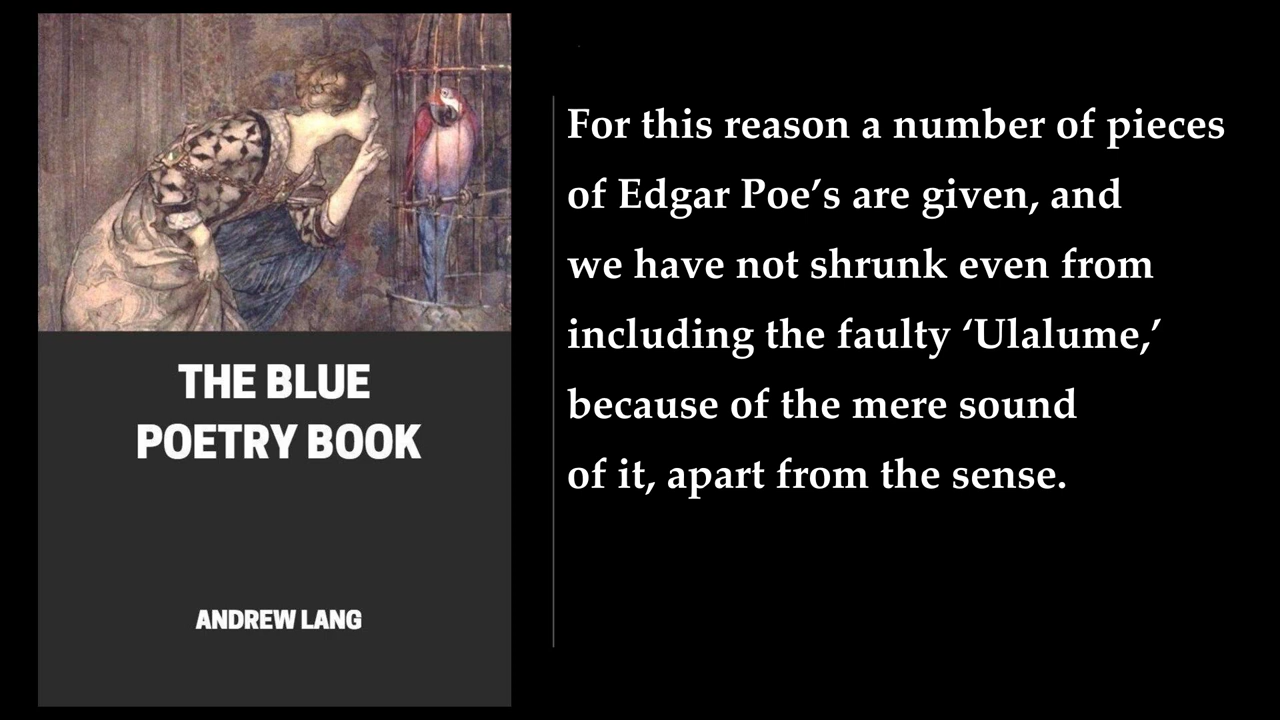 THE BLUE
POETRY BOOK
ANDREW LANG
For this reason a number of pieces
of Edgar Poe’s are given, and
we have not shrunk even from
including the faulty ‘Ulalume,’
because of the mere sound
of it, apart from the sense.